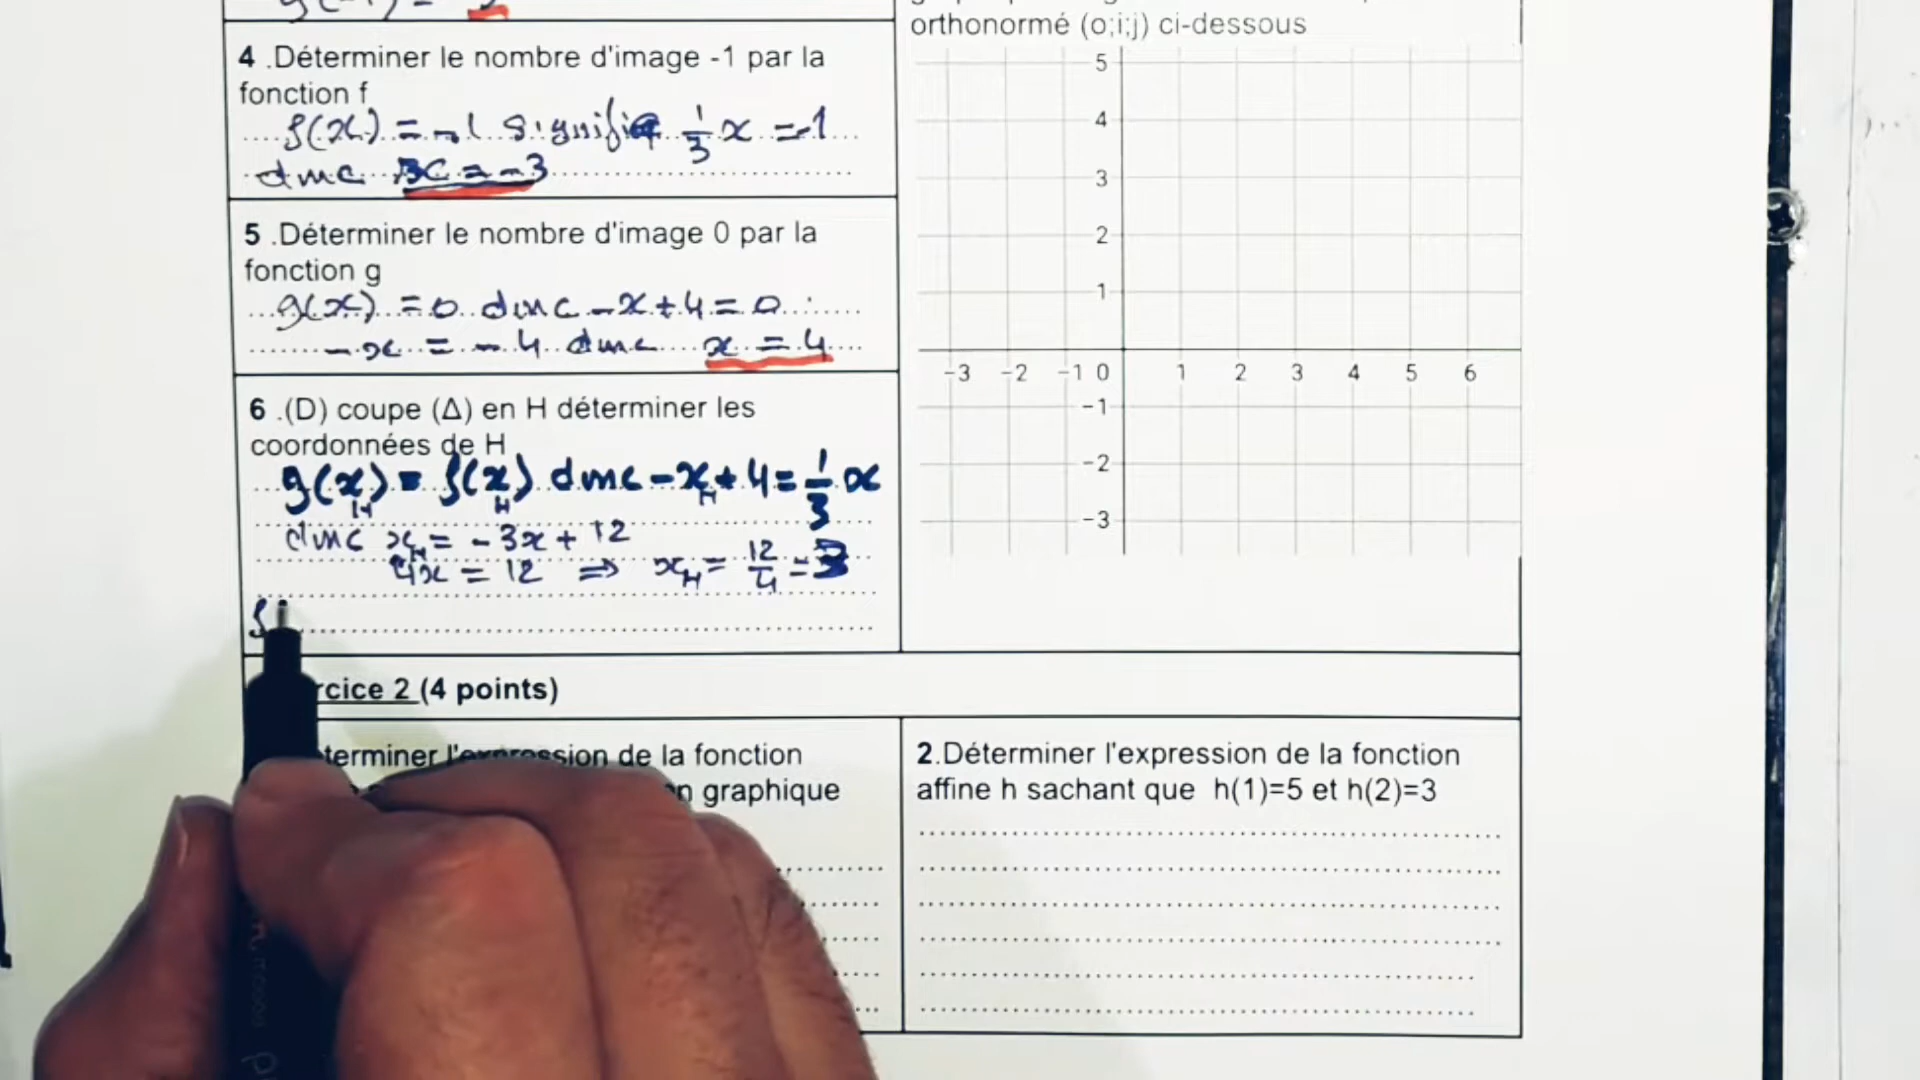 orthonormé (o;i;j) ci-dessous
4 .Déterminer le nombre d'image -1 par la
fonction f
f(x) = -1 signifie 1/3 x = -1
donc x = -3
5 .Déterminer le nombre d'image 0 par la
fonction g
g(x) = 0 donc -x + 4 = 0
-x = -4 donc x = 4
6 .(D) coupe (Δ) en H déterminer les
coordonnées de H
g(x_H) = f(x_H) donc -x_H + 4 = 1/3 x
donc x_H = -3x + 12
4x = 12 ⇒ x_H = 12/4 = 3
f
5
4
3
2
1
-3 -2 -1 0 1 2 3 4 5 6
-1
-2
-3
rcice 2 (4 points)
terminer l'expression de la fonction
n graphique
2.Déterminer l'expression de la fonction
affine h sachant que h(1)=5 et h(2)=3